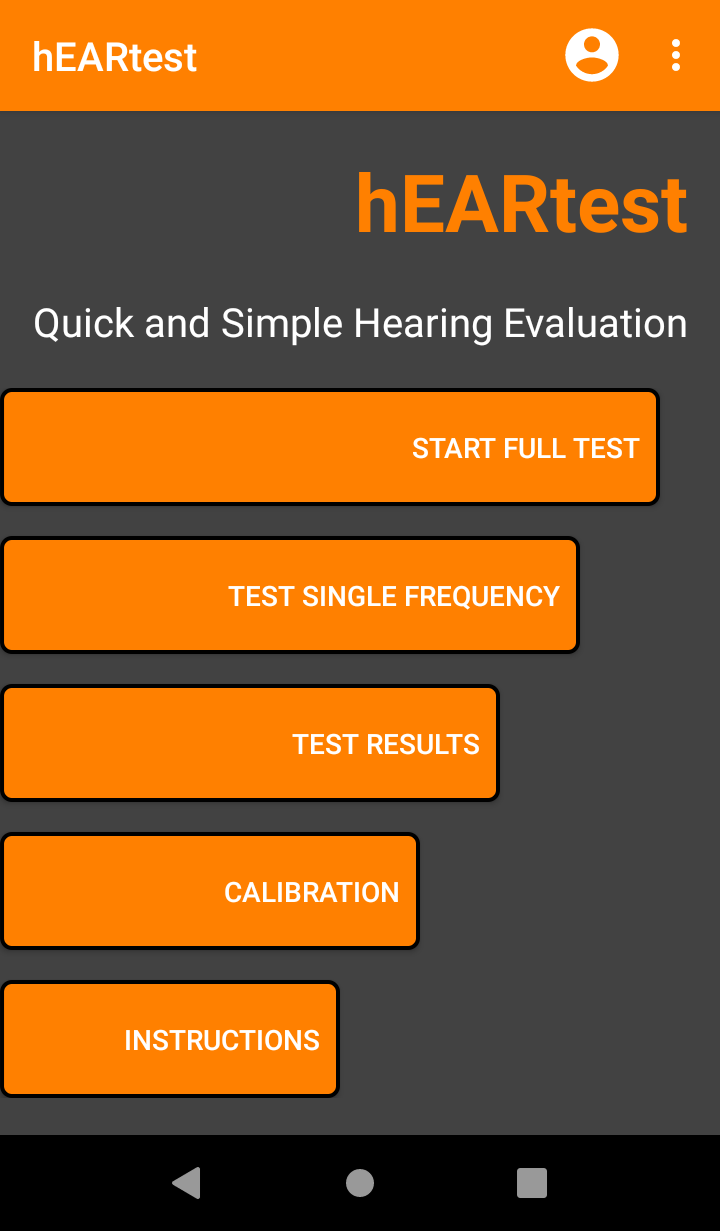 hEARtest
hEARtest
Quick and Simple Hearing Evaluation
START FULL TEST
TEST SINGLE FREQUENCY
TEST RESULTS
CALIBRATION
INSTRUCTIONS